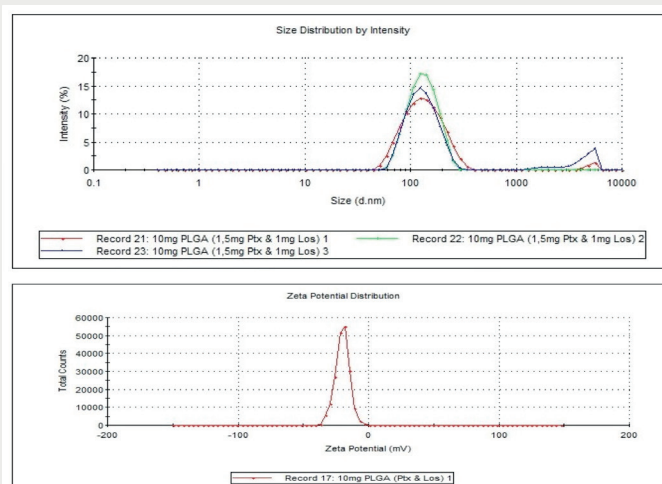 Size Distribution by Intensity
Intensity (%)
20
15
10
5
0
0.1 1 10 100 1000 10000
Size (d.nm)
Record 21: 10mg PLGA (1,5mg Ptx & 1mg Los) 1 Record 22: 10mg PLGA (1,5mg Ptx & 1mg Los) 2
Record 23: 10mg PLGA (1,5mg Ptx & 1mg Los) 3
Zeta Potential Distribution
Total Counts
60000
50000
40000
30000
20000
10000
0
-200 -100 0 100 200
Zeta Potential (mV)
Record 17: 10mg PLGA (Ptx & Los) 1